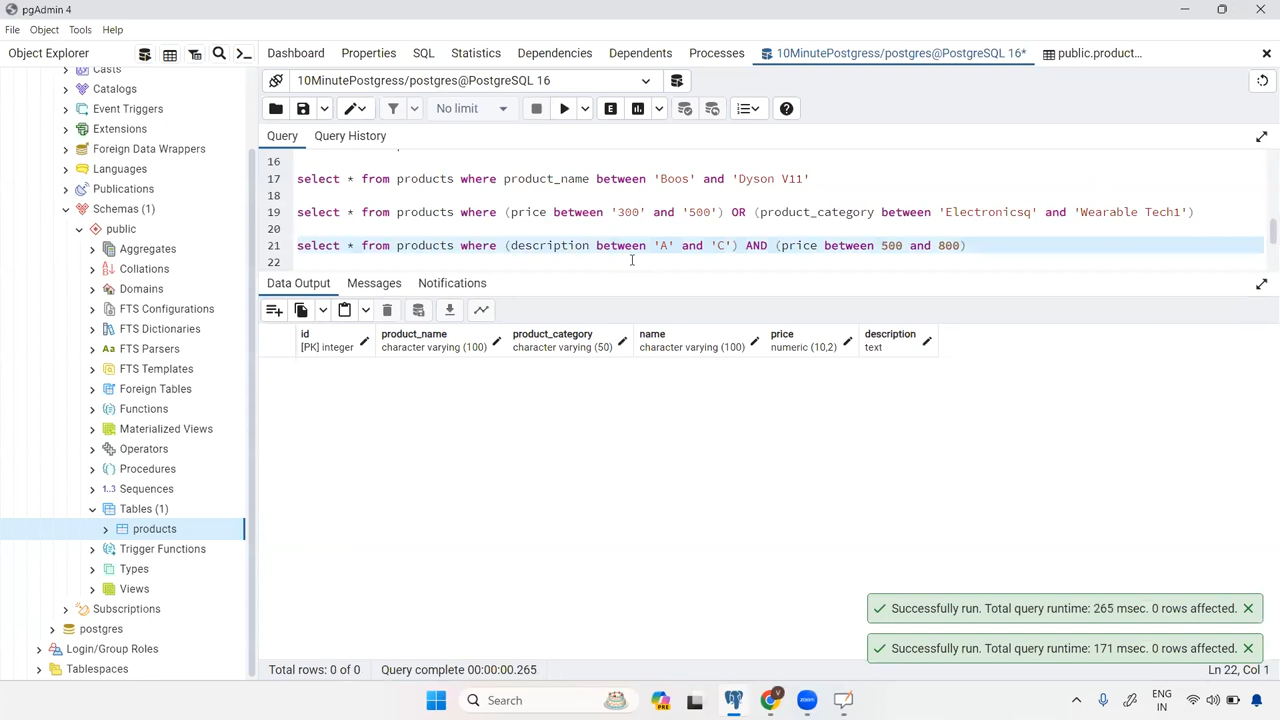 pgAdmin 4
File Object Tools Help
Object Explorer
Dashboard Properties SQL Statistics Dependencies Dependents Processes 10MinutePostgress/postgres@PostgreSQL 16* public.product...
10MinutePostgress/postgres@PostgreSQL 16
No limit
Query Query History
Casts
Catalogs
Event Triggers
Extensions
Foreign Data Wrappers
Languages
Publications
Schemas (1)
public
Aggregates
Collations
Domains
FTS Configurations
FTS Dictionaries
Aa FTS Parsers
FTS Templates
Foreign Tables
Functions
Materialized Views
Operators
Procedures
1..3 Sequences
Tables (1)
products
Trigger Functions
Types
Views
Subscriptions
postgres
Login/Group Roles
Tablespaces
16
17 select * from products where product_name between 'Boos' and 'Dyson V11'
18
19 select * from products where (price between '300' and '500') OR (product_category between 'Electronicsq' and 'Wearable Tech1')
20
21 select * from products where (description between 'A' and 'C') AND (price between 500 and 800)
22
Data Output Messages Notifications
id product_name product_category name price description
[PK] integer character varying (100) character varying (50) character varying (100) numeric (10,2) text
Successfully run. Total query runtime: 265 msec. 0 rows affected.
Successfully run. Total query runtime: 171 msec. 0 rows affected.
Total rows: 0 of 0 Query complete 00:00:00.265 Ln 22, Col 1
Search
PRE
V
zoom
ENG
IN